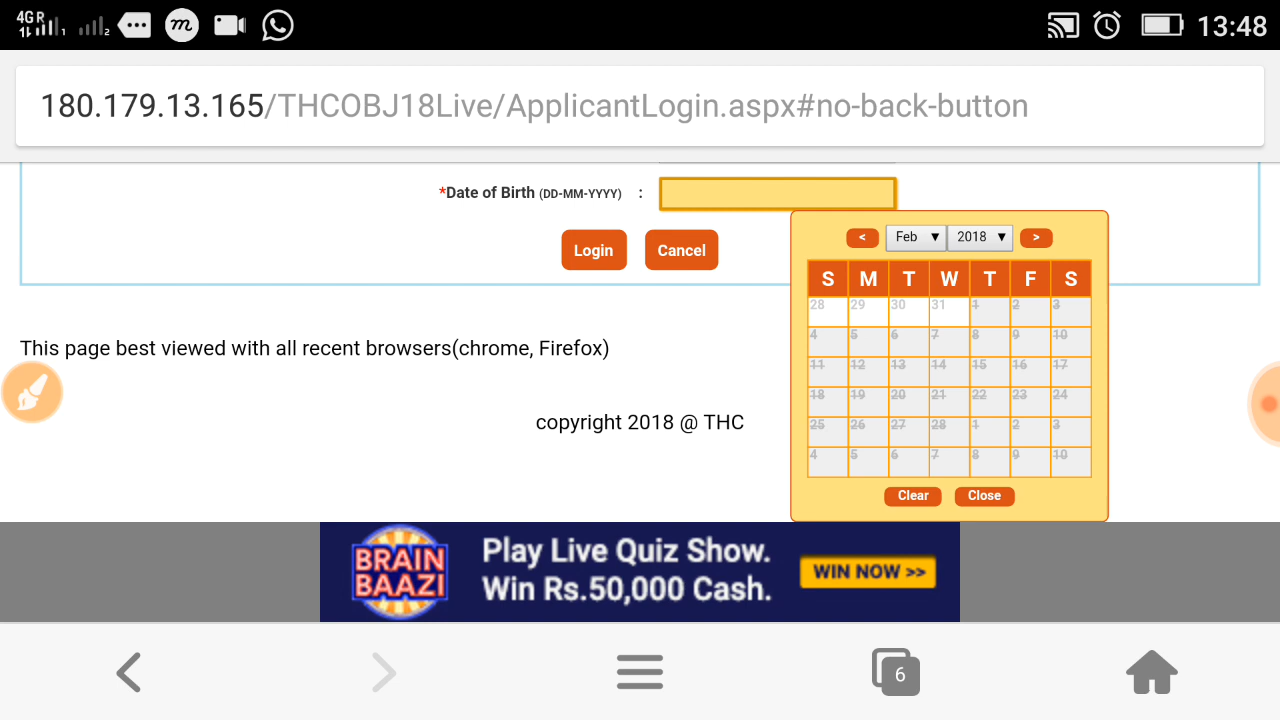 4G R 1 2 m 13:48
180.179.13.165/THCOBJ18Live/ApplicantLogin.aspx#no-back-button
*Date of Birth (DD-MM-YYYY) :
Login Cancel
< Feb ▼ 2018 ▼ >
S M T W T F S
28 29 30 31 1 2 3
4 5 6 7 8 9 10
11 12 13 14 15 16 17
18 19 20 21 22 23 24
25 26 27 28 1 2 3
4 5 6 7 8 9 10
Clear Close
This page best viewed with all recent browsers(chrome, Firefox)
copyright 2018 @ THC
BRAIN
BAAZI
Play Live Quiz Show.
Win Rs.50,000 Cash.
WIN NOW >>
6